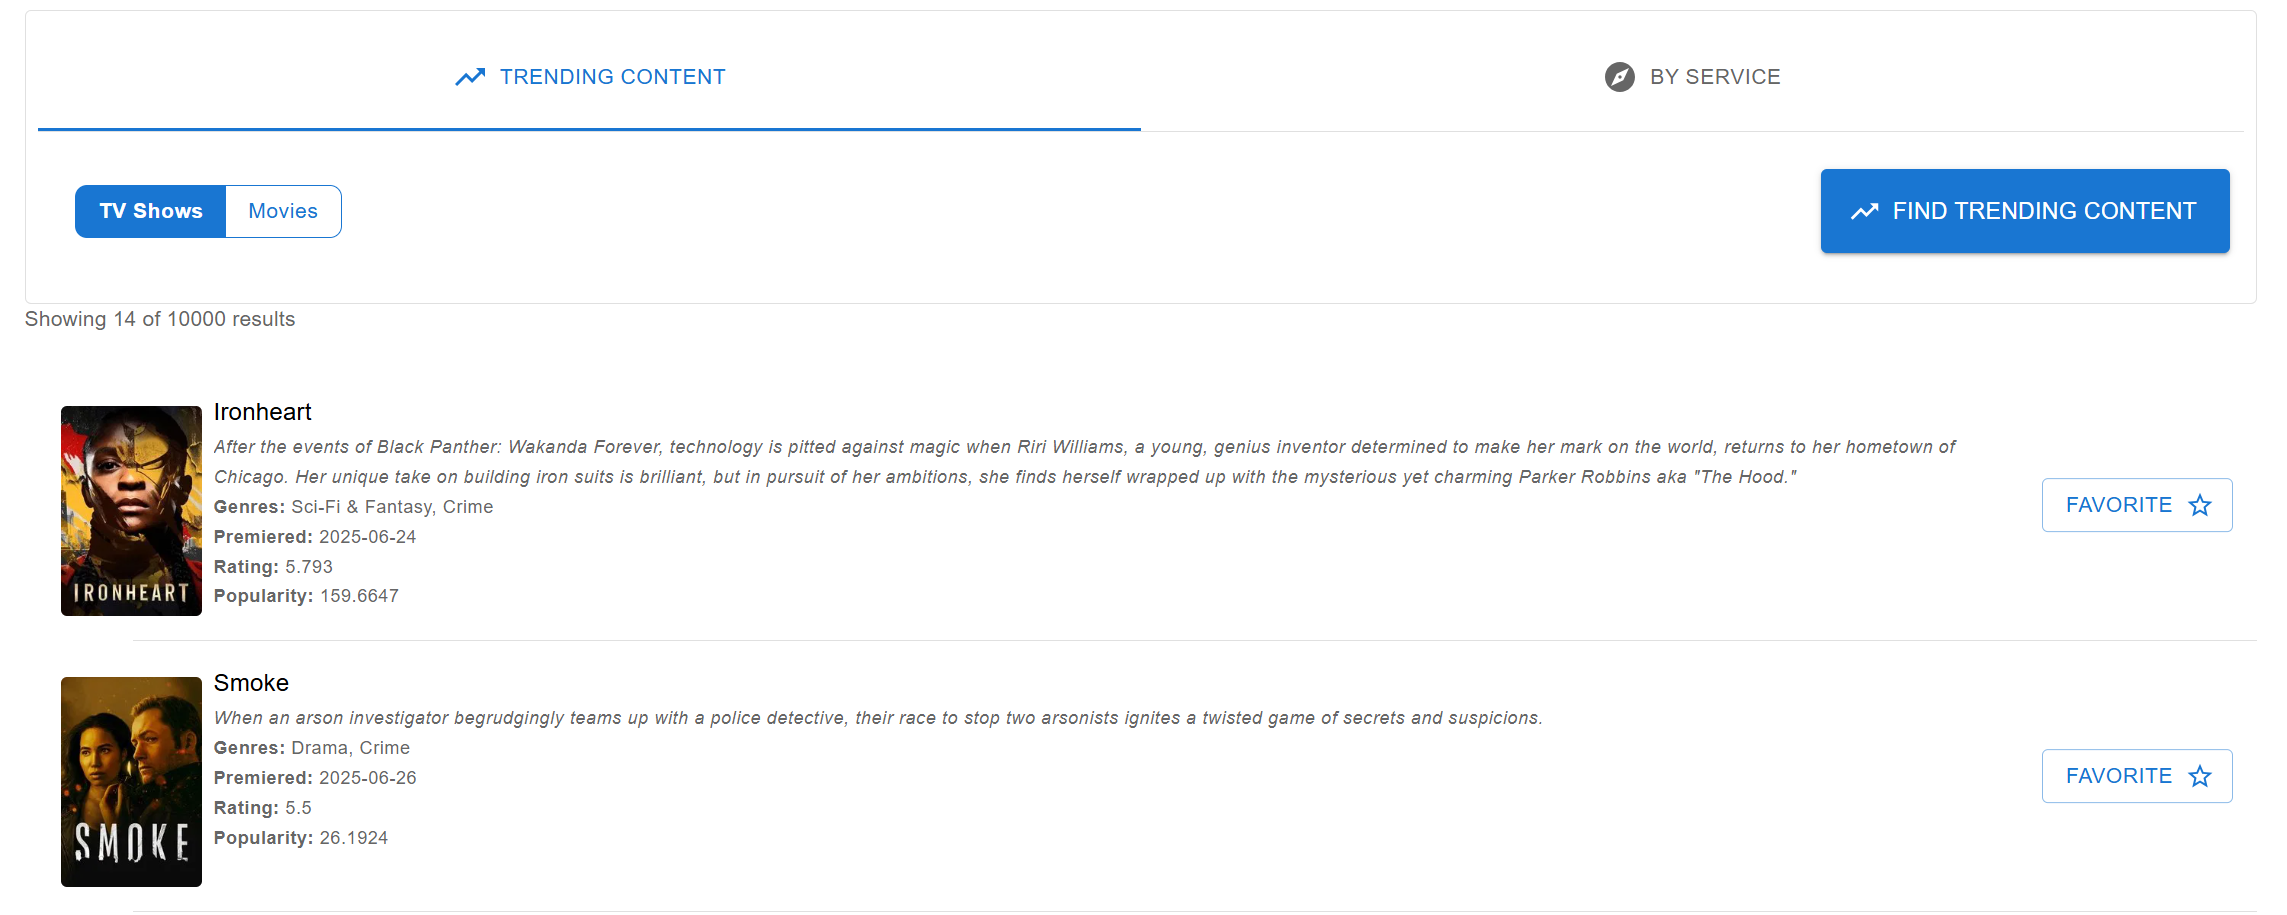 TRENDING CONTENT
BY SERVICE
TV Shows
Movies
FIND TRENDING CONTENT
Showing 14 of 10000 results
Ironheart
After the events of Black Panther: Wakanda Forever, technology is pitted against magic when Riri Williams, a young, genius inventor determined to make her mark on the world, returns to her hometown of
Chicago. Her unique take on building iron suits is brilliant, but in pursuit of her ambitions, she finds herself wrapped up with the mysterious yet charming Parker Robbins aka "The Hood."
Genres: Sci-Fi & Fantasy, Crime
Premiered: 2025-06-24
Rating: 5.793
Popularity: 159.6647
IRONHEART
FAVORITE
Smoke
When an arson investigator begrudgingly teams up with a police detective, their race to stop two arsonists ignites a twisted game of secrets and suspicions.
Genres: Drama, Crime
Premiered: 2025-06-26
Rating: 5.5
Popularity: 26.1924
SMOKE
FAVORITE